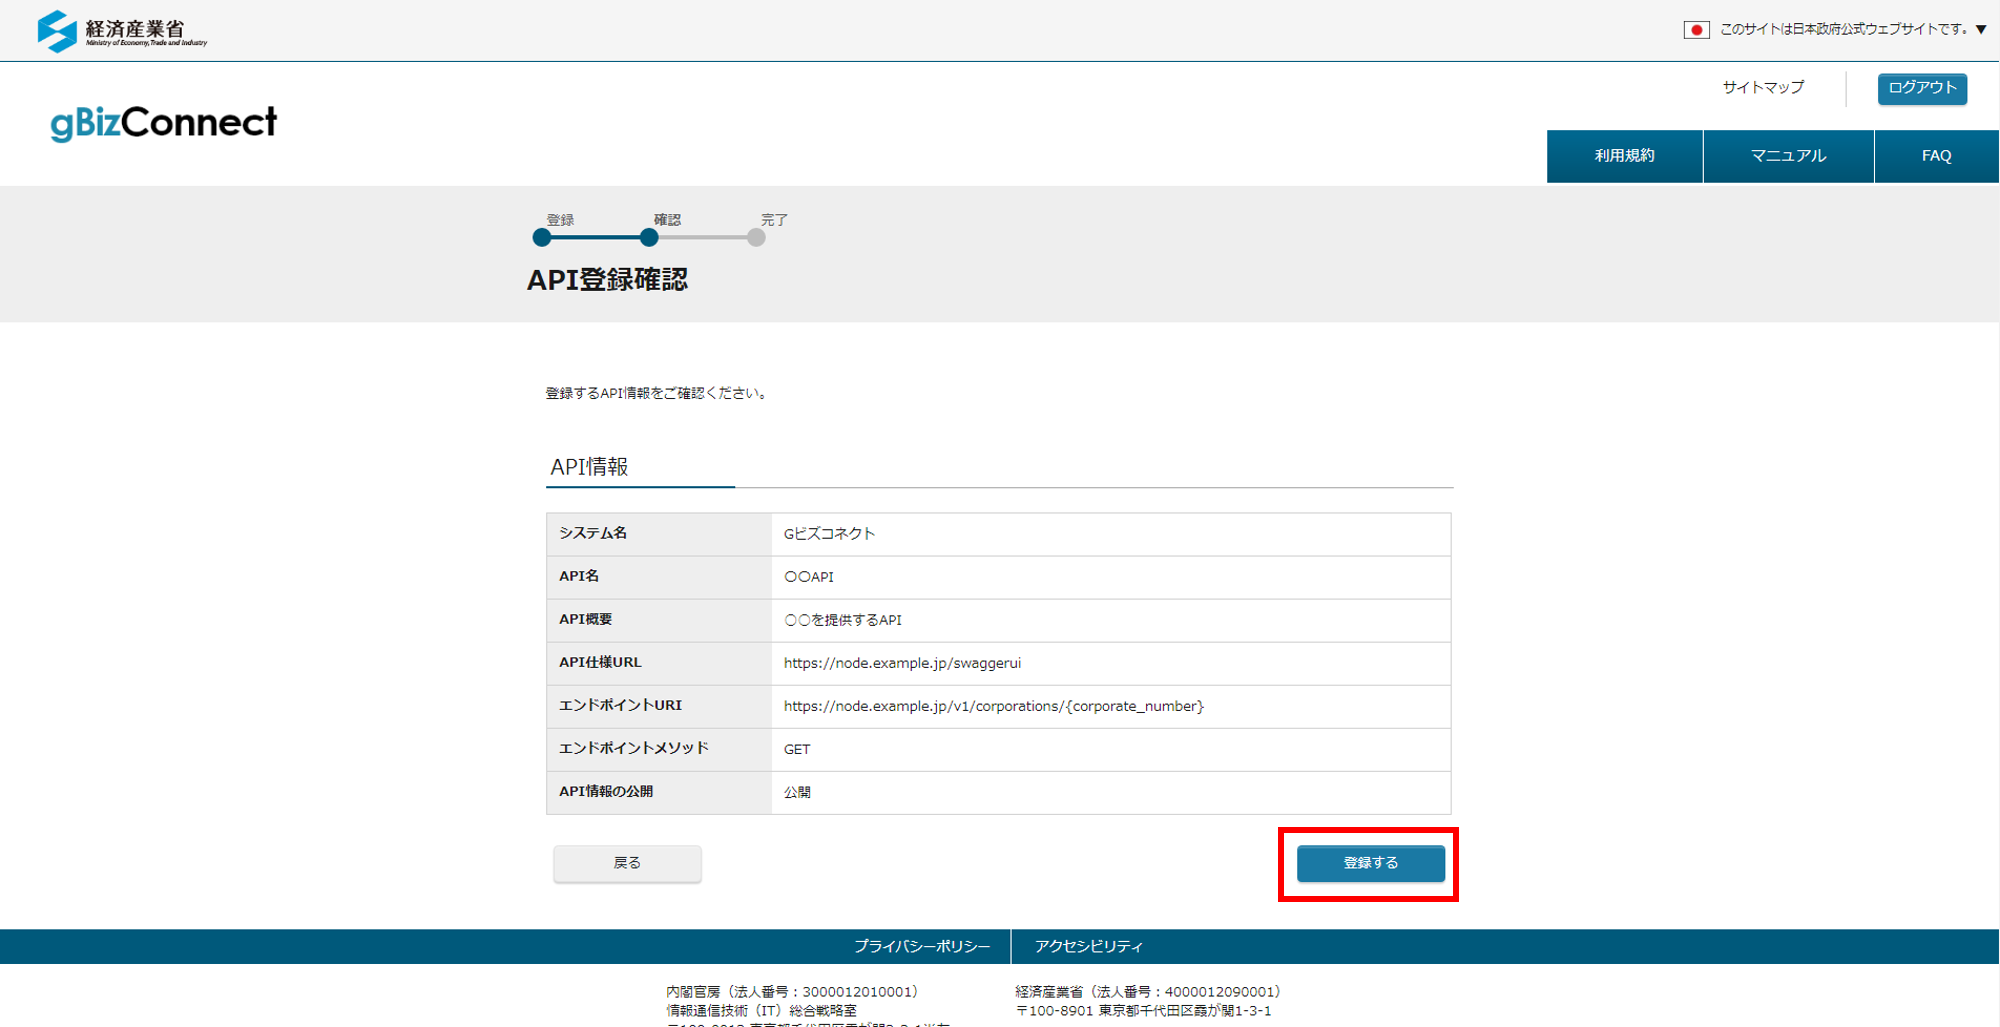 経済産業省
Ministry of Economy, Trade and Industry
このサイトは日本政府公式ウェブサイトです。▼
サイトマップ
ログアウト
gBizConnect
利用規約
マニュアル
FAQ
登録
確認
完了
API登録確認
登録するAPI情報をご確認ください。
API情報
システム名 Gビズコネクト
API名 〇〇API
API概要 〇〇を提供するAPI
API仕様URL https://node.example.jp/swaggerui
エンドポイントURI https://node.example.jp/v1/corporations/{corporate_number}
エンドポイントメソッド GET
API情報の公開 公開
戻る
登録する
プライバシーポリシー
アクセシビリティ
内閣官房（法人番号：3000012010001）
情報通信技術（IT）総合戦略室
経済産業省（法人番号：4000012090001）
〒100-8901 東京都千代田区霞が関1-3-1